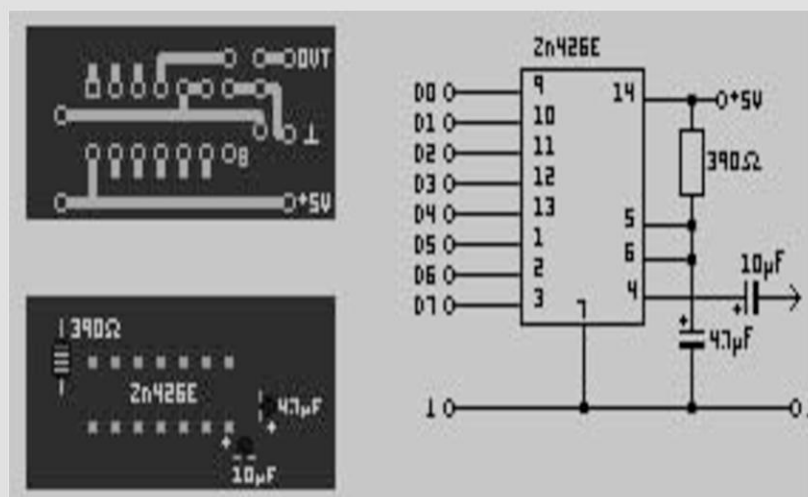 OUT
⊥
8
+5V
390Ω
Zn426E
4.7µF
+
+
10µF
Zn426E
D0 9
D1 10
D2 11
D3 12
D4 13
D5 1
D6 2
D7 3
14 +5V
390Ω
5
6
4
7
10µF
+
+
4.7µF
⊥